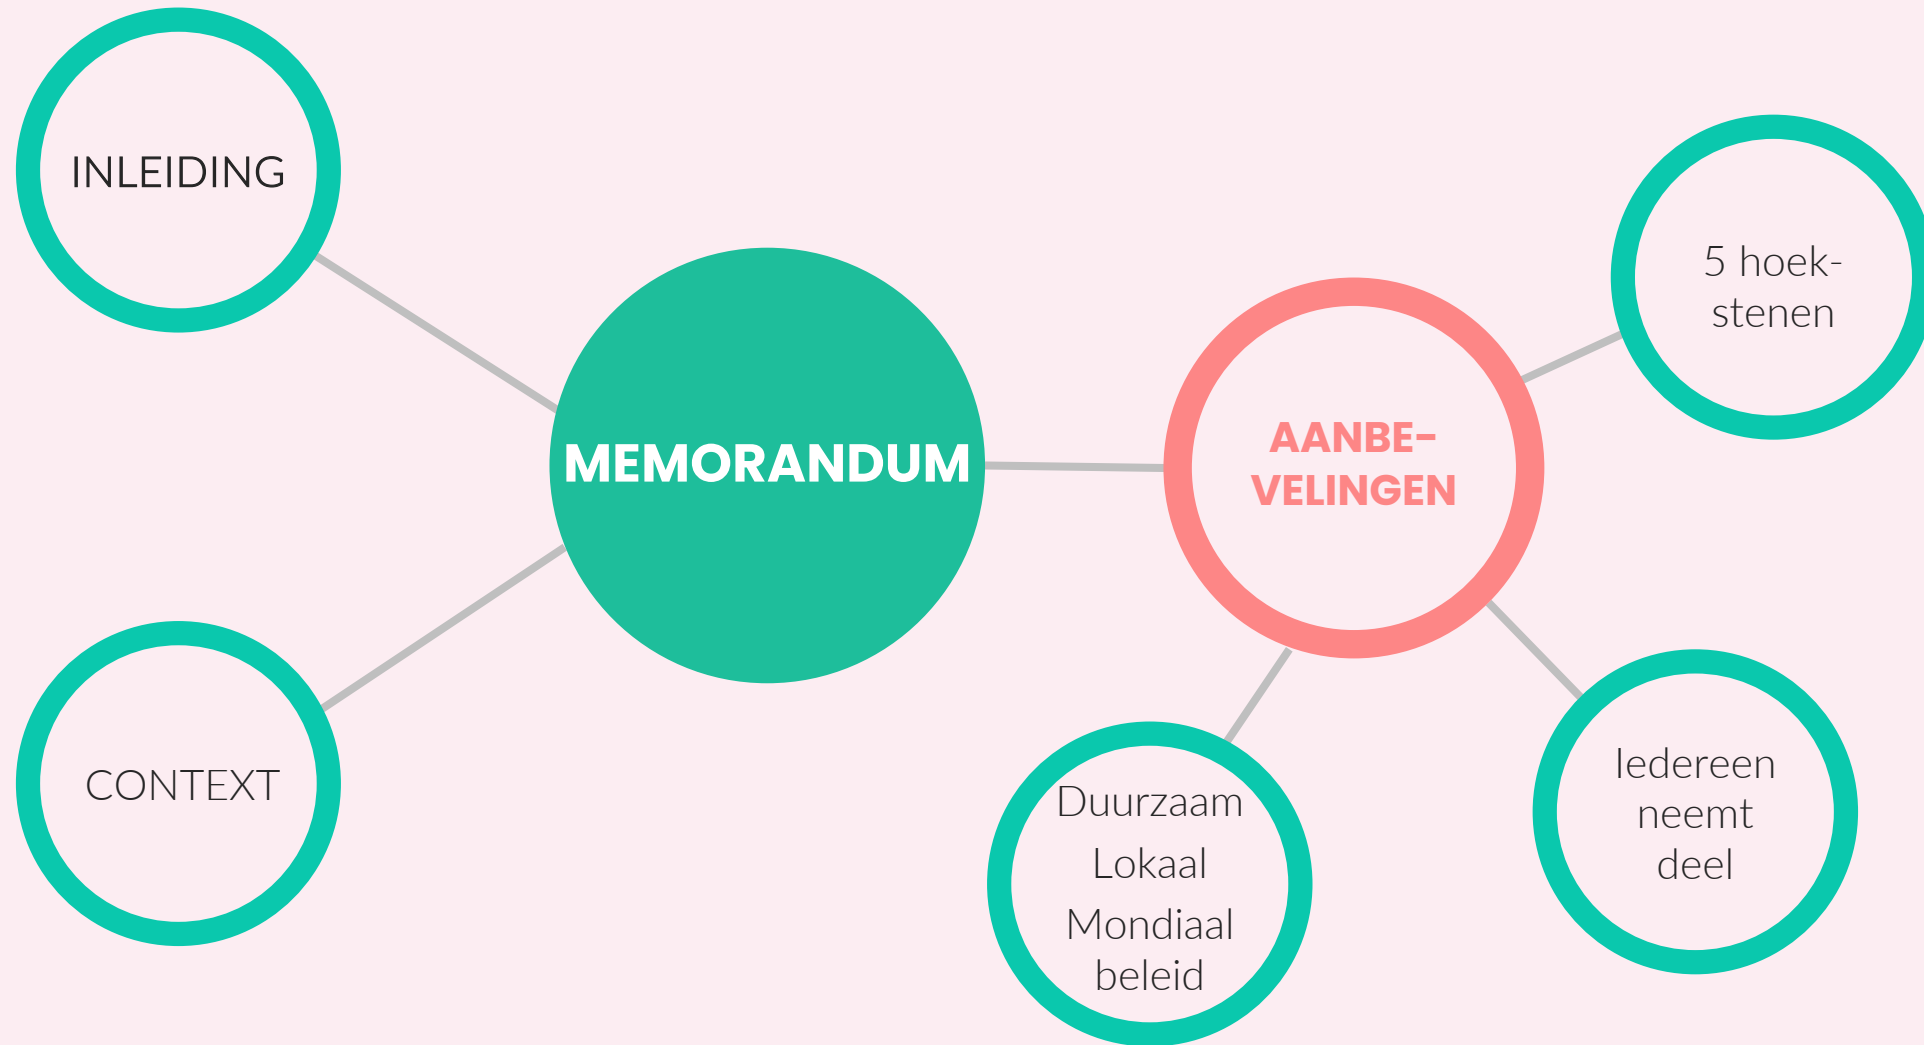 INLEIDING
CONTEXT
MEMORANDUM
AANBE-
VELINGEN
5 hoek-
stenen
Iedereen
neemt
deel
Duurzaam
Lokaal
Mondiaal
beleid